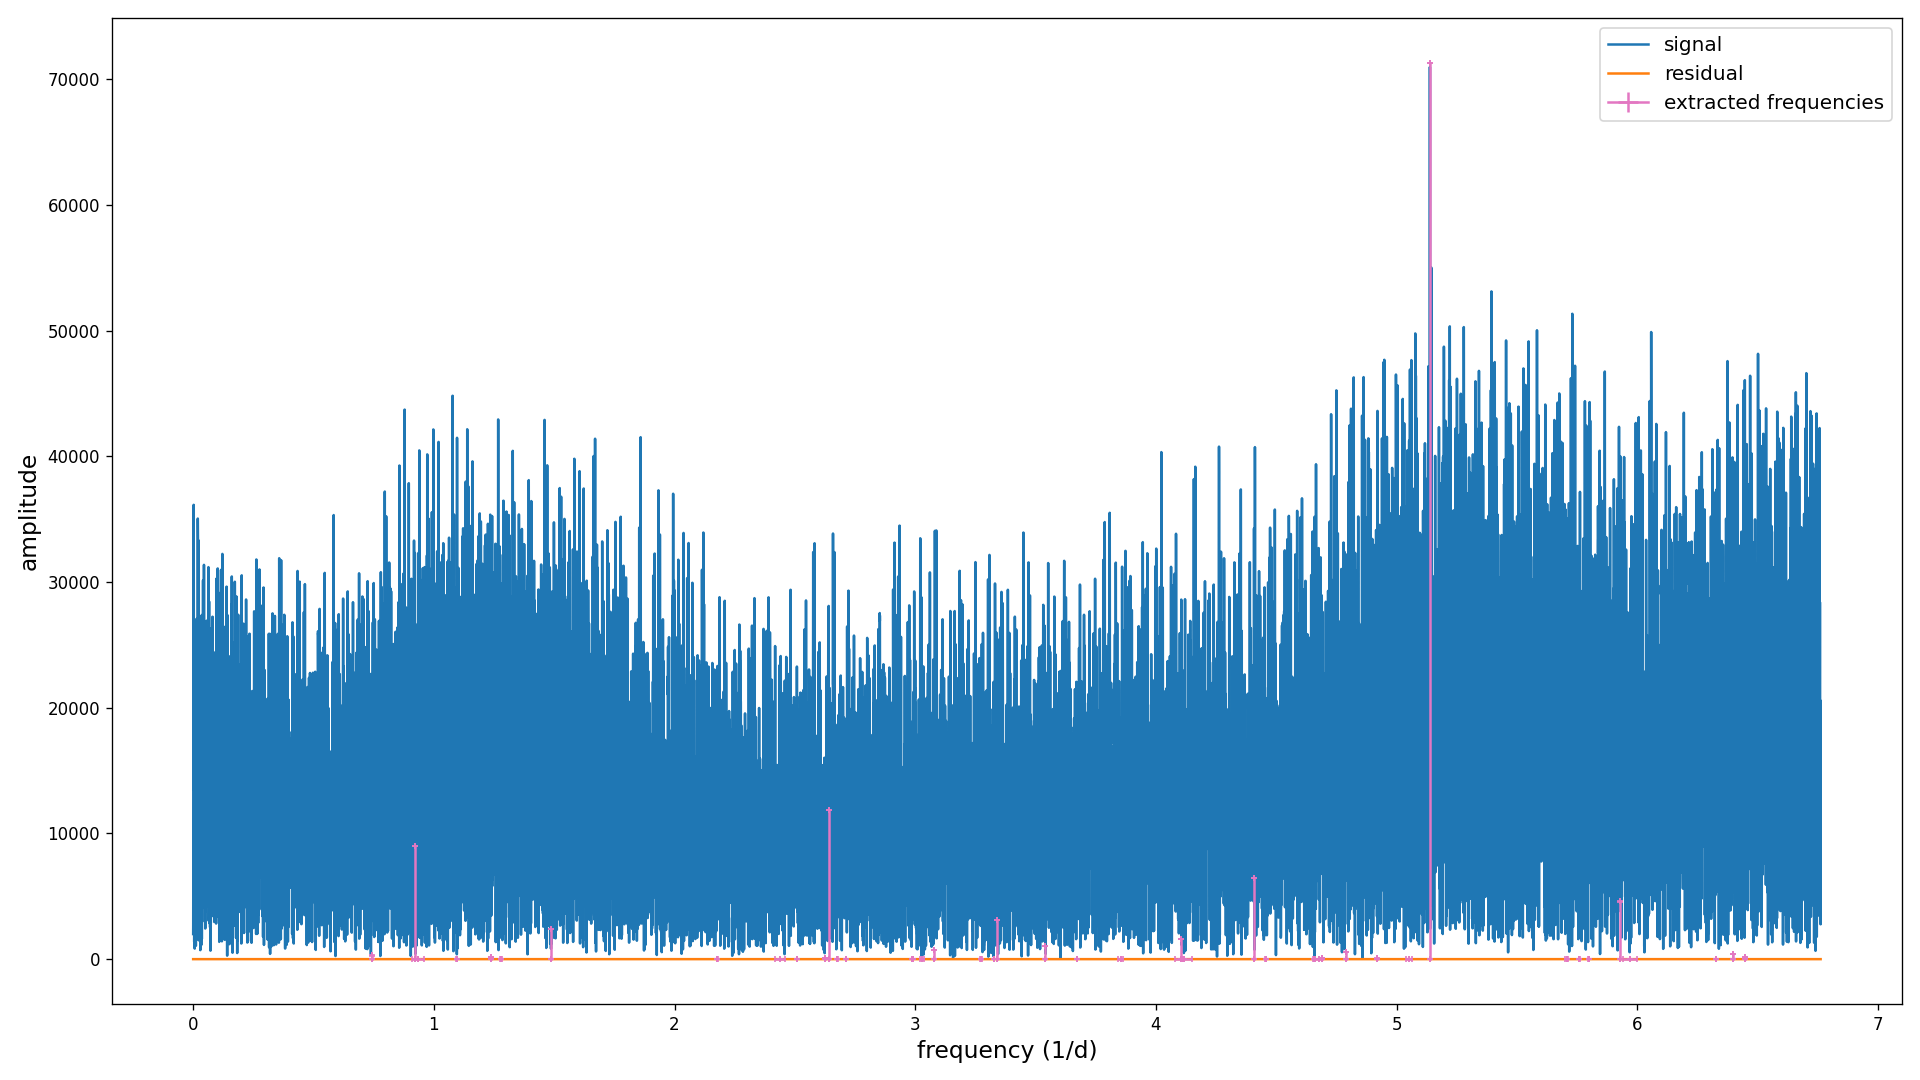 signal
residual
extracted frequencies
amplitude
70000
60000
50000
40000
30000
20000
10000
0
0 1 2 3 4 5 6 7
frequency (1/d)